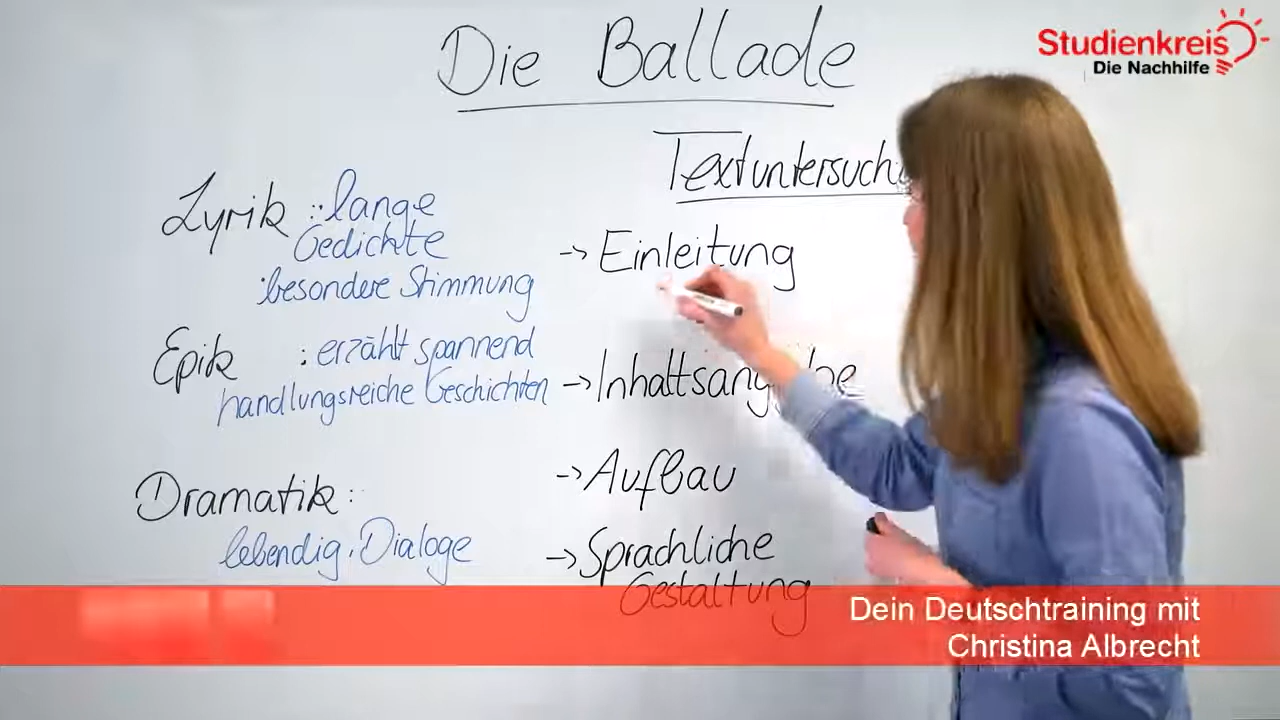 Die Ballade
Studienkreis
Die Nachhilfe
Lyrik : lange
Gedichte
besondere Stimmung
Epik : erzählt spannend
handlungsreiche Geschichten
Dramatik:
lebendig, Dialoge
Textuntersuch
→ Einleitung
→ Inhaltsangabe
→ Aufbau
→ Sprachliche
Gestaltung
Dein Deutschtraining mit
Christina Albrecht